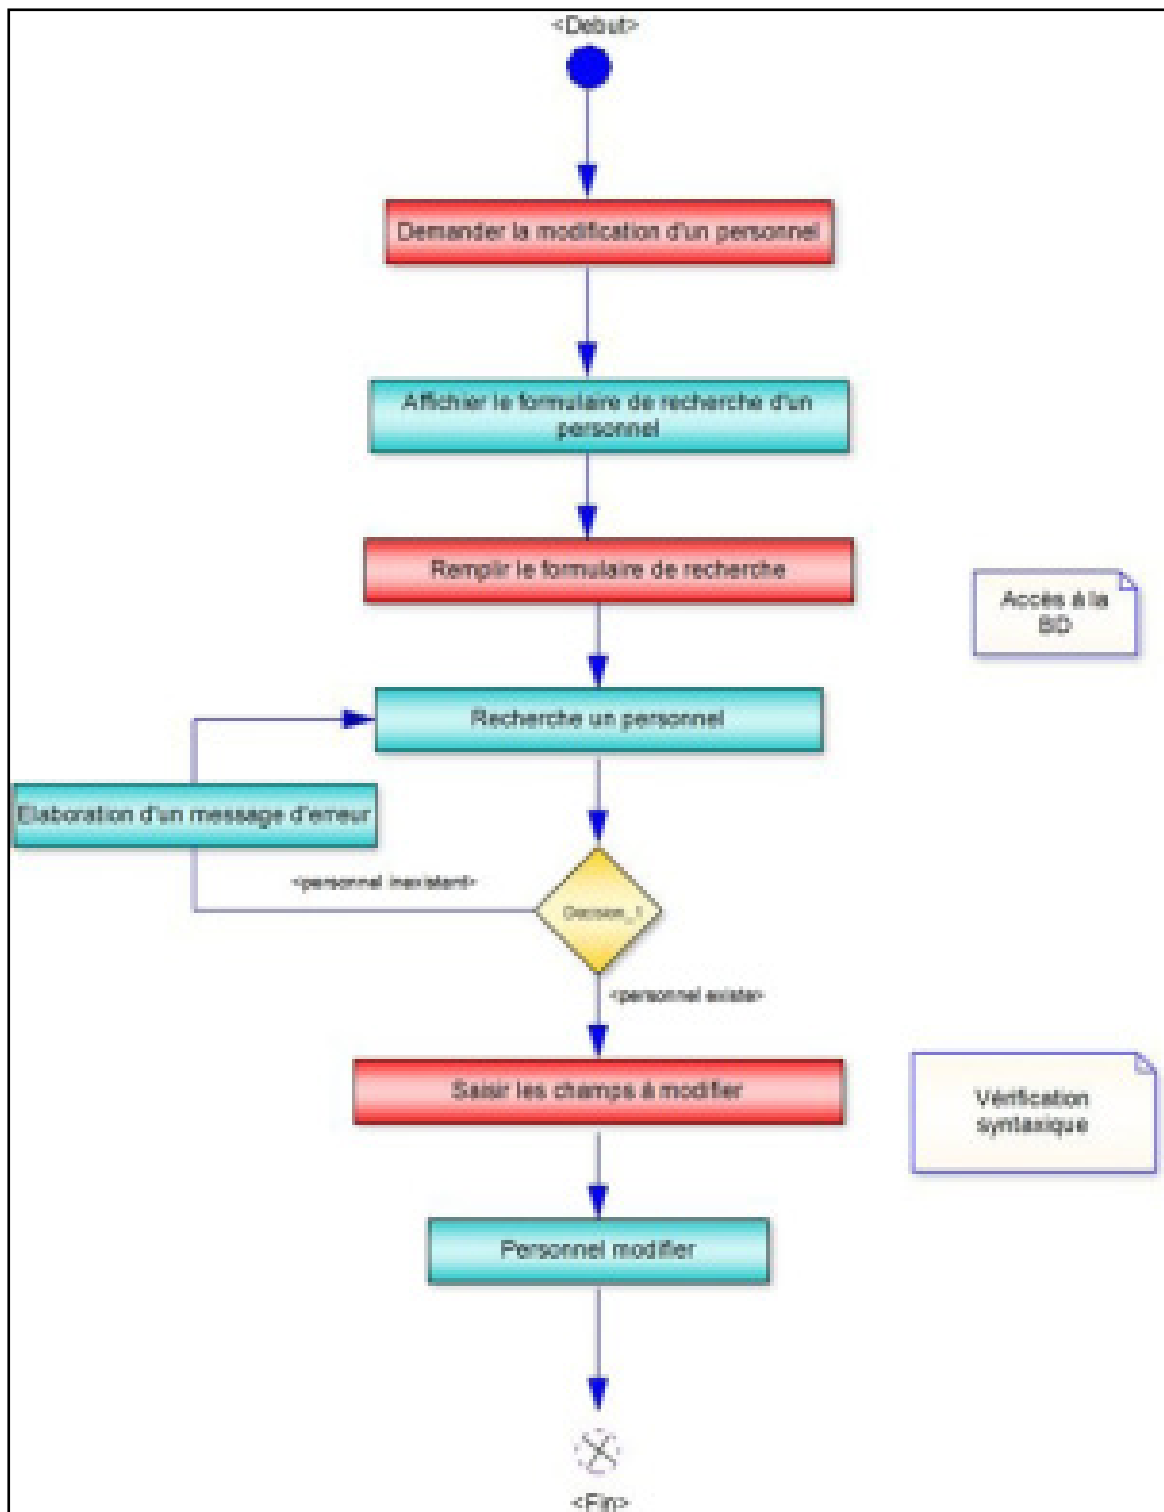 <Debut>
Demander la modification d'un personnel
Affichier le formulaire de recherche d'un
personnel
Remplir le formulaire de recherche
Accès à la
BD
Recherche un personnel
Elaboration d'un message d'erreur
<personnel inexistant>
Decision_1
<personnel existe>
Saisir les champs à modifier
Vérification
syntaxique
Personnel modifier
<Fin>